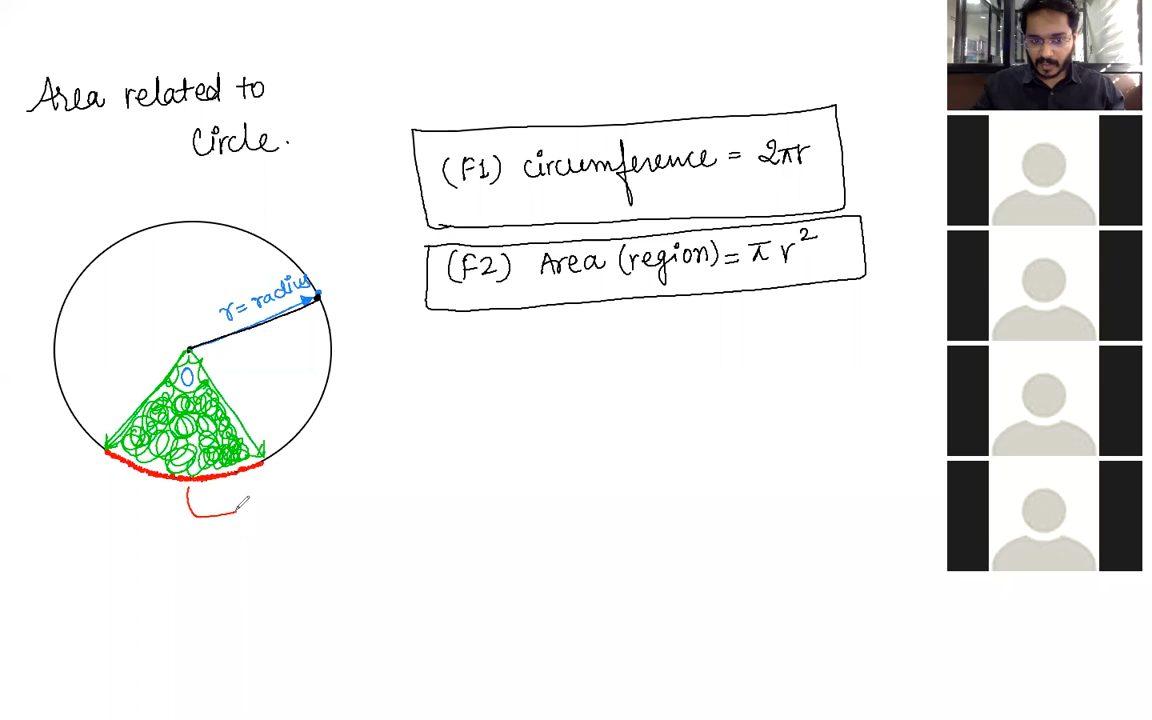 Area related to
Circle.
(F1) circumference = 2πr
(F2) Area (region) = πr²
r = radius
O